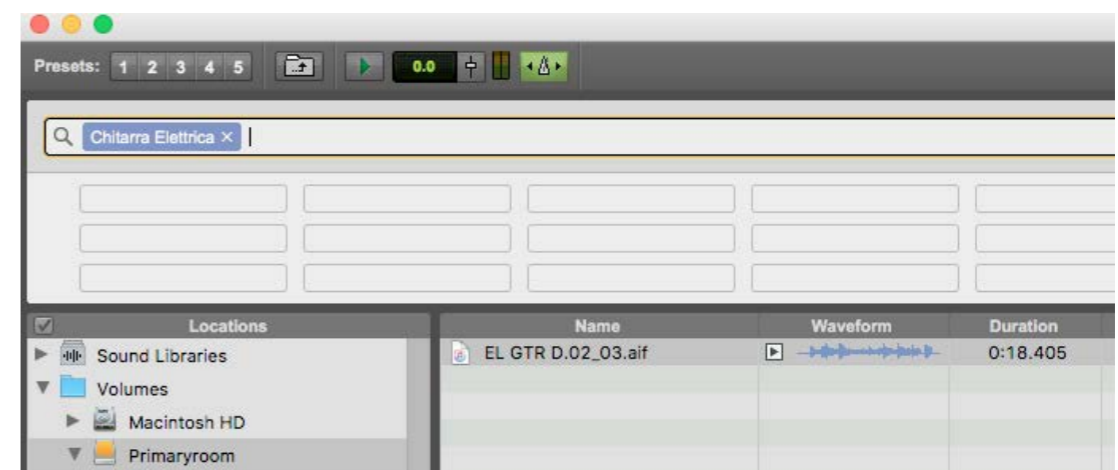 Presets: 1 2 3 4 5 0.0
Chitarra Elettrica ×
Locations Name Waveform Duration
Sound Libraries EL GTR D.02_03.aif 0:18.405
Volumes
Macintosh HD
Primaryroom